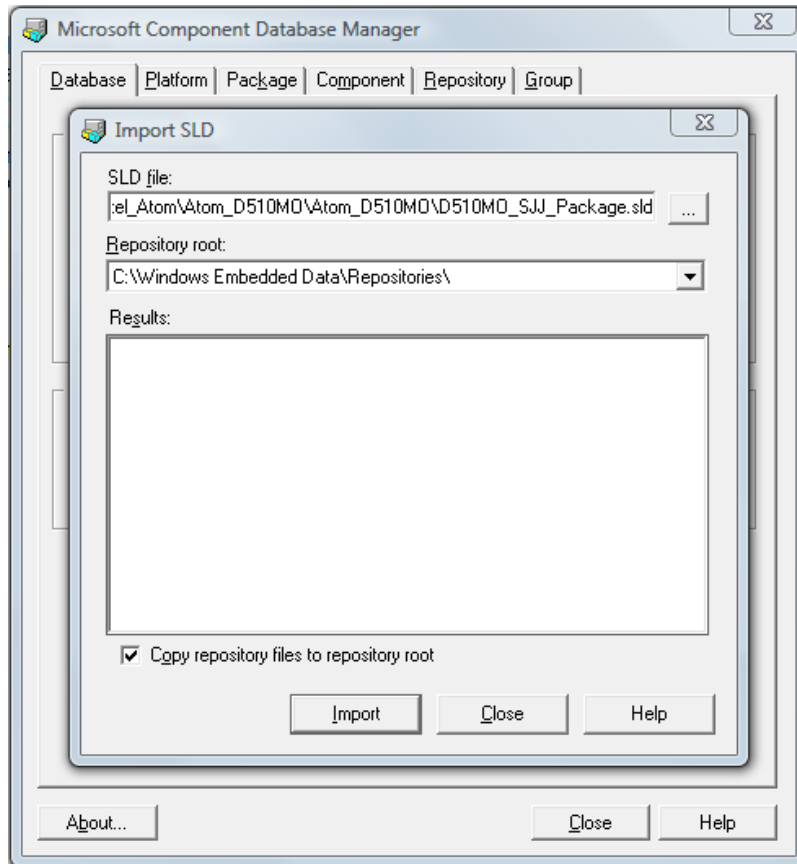 Microsoft Component Database Manager
Database Platform Package Component Repository Group
Import SLD
SLD file:
:el_Atom\Atom_D510MO\Atom_D510MO\D510MO_SJJ_Package.sld ...
Repository root:
C:\Windows Embedded Data\Repositories\
Results:
Copy repository files to repository root
Import Close Help
About... Close Help